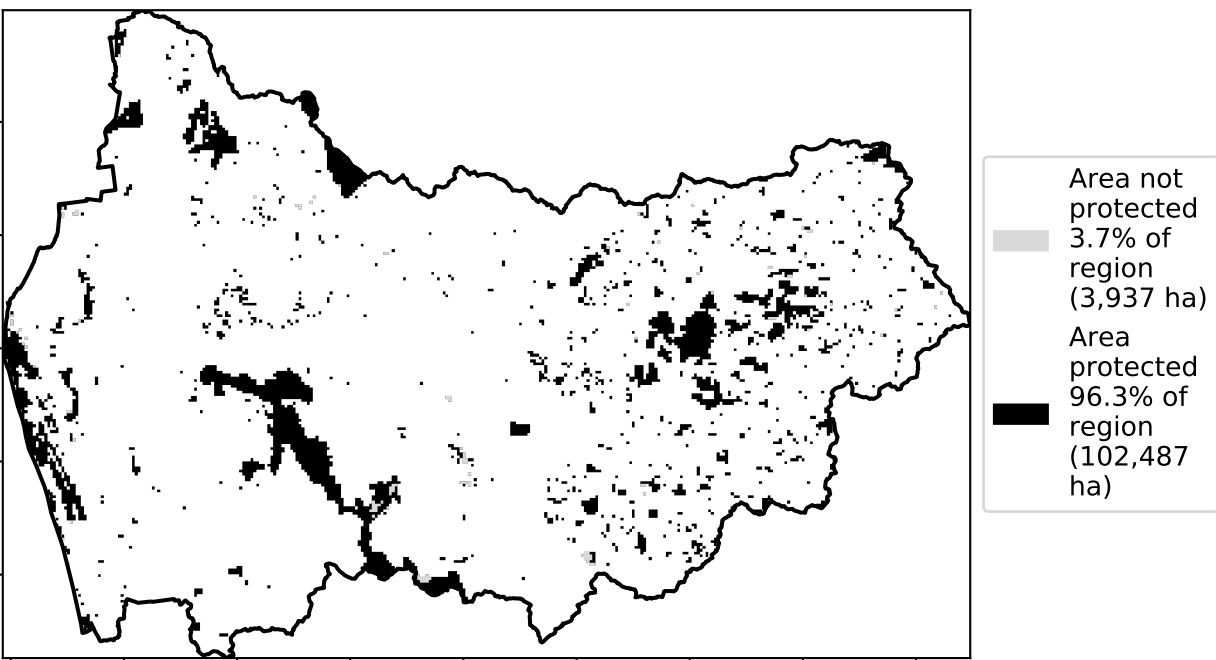 Area not
protected
3.7% of
region
(3,937 ha)
Area
protected
96.3% of
region
(102,487
ha)